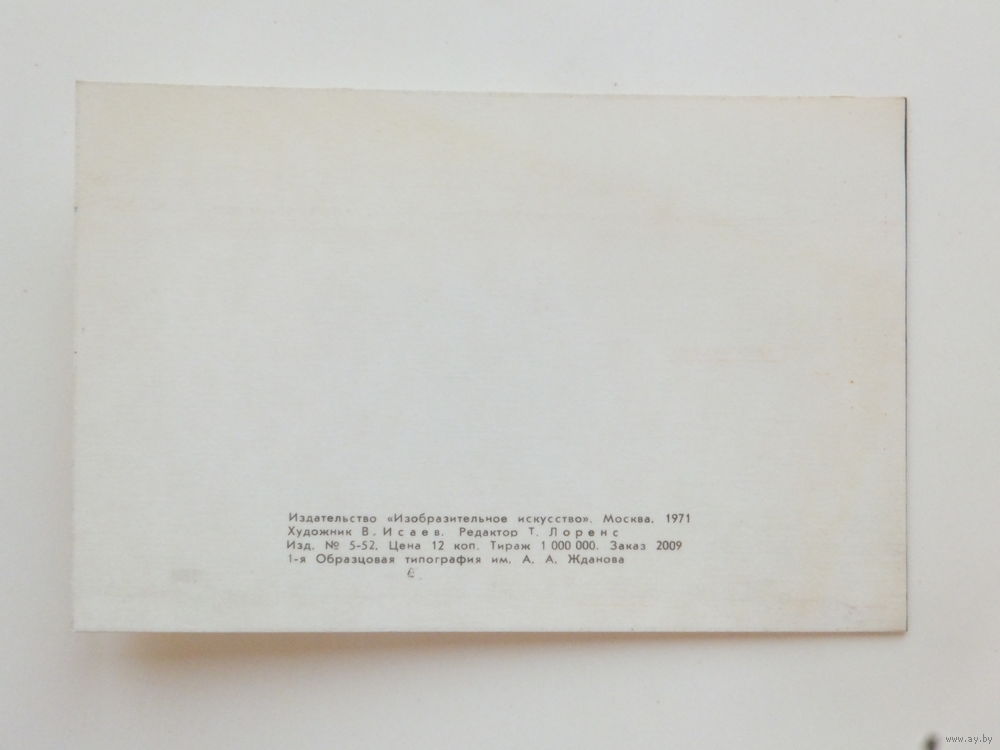 Издательство «Изобразительное искусство». Москва. 1971
Художник В. Исаев. Редактор Т. Лоренс
Изд. № 5-52. Цена 12 коп. Тираж 1 000 000. Заказ 2009
1-я Образцовая типография им. А. А. Жданова
www.ay.by